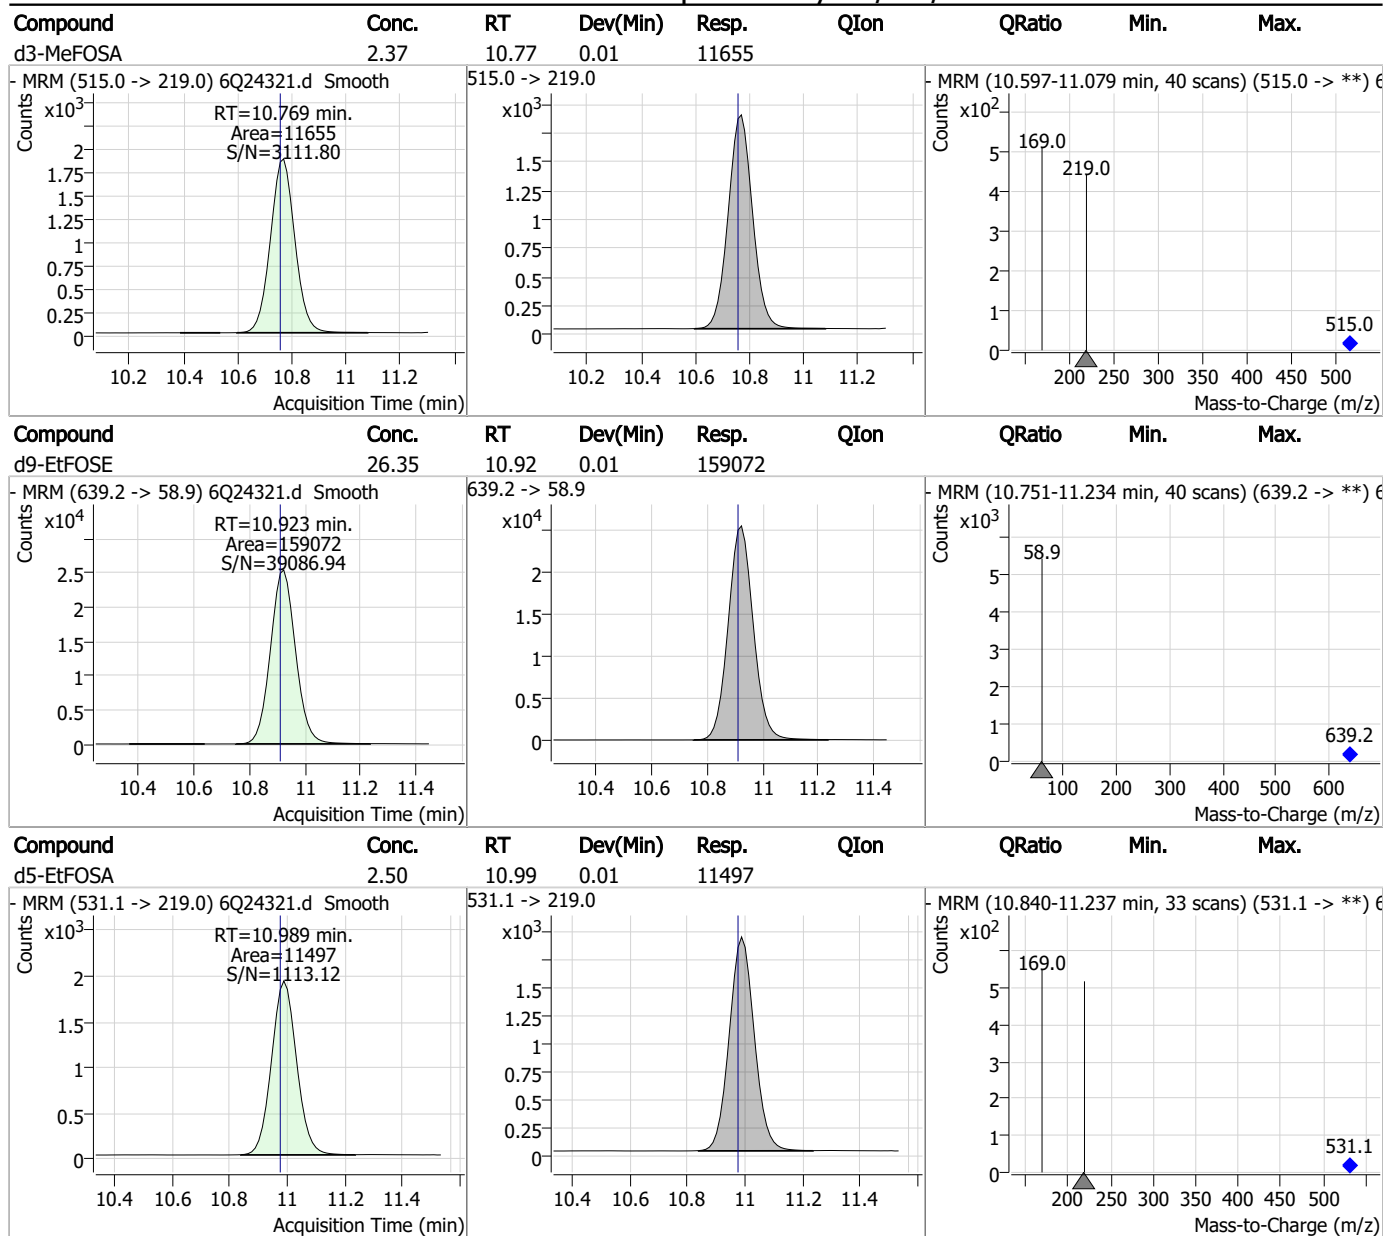 Compound Conc. RT Dev(Min) Resp. QIon QRatio Min. Max.
d3-MeFOSA 2.37 10.77 0.01 11655
- MRM (515.0 -> 219.0) 6Q24321.d Smooth
515.0 -> 219.0
- MRM (10.597-11.079 min, 40 scans) (515.0 -> **) 6
Counts
x10³
RT=10.769 min.
Area=11655
S/N=3111.80
2
1.75
1.5
1.25
1
0.75
0.5
0.25
0
10.2 10.4 10.6 10.8 11 11.2
Acquisition Time (min)
x10³
1.5
1.25
1
0.75
0.5
0.25
0
10.2 10.4 10.6 10.8 11 11.2
Counts
x10²
169.0
219.0
515.0
5
4
3
2
1
0
200 250 300 350 400 450 500
Mass-to-Charge (m/z)
Compound Conc. RT Dev(Min) Resp. QIon QRatio Min. Max.
d9-EtFOSE 26.35 10.92 0.01 159072
- MRM (639.2 -> 58.9) 6Q24321.d Smooth
639.2 -> 58.9
- MRM (10.751-11.234 min, 40 scans) (639.2 -> **) 6
Counts
x10⁴
RT=10.923 min.
Area=159072
S/N=39086.94
2.5
2
1.5
1
0.5
0
10.4 10.6 10.8 11 11.2 11.4
Acquisition Time (min)
x10⁴
2
1.5
1
0.5
0
10.4 10.6 10.8 11 11.2 11.4
Counts
x10³
58.9
639.2
5
4
3
2
1
0
100 200 300 400 500 600
Mass-to-Charge (m/z)
Compound Conc. RT Dev(Min) Resp. QIon QRatio Min. Max.
d5-EtFOSA 2.50 10.99 0.01 11497
- MRM (531.1 -> 219.0) 6Q24321.d Smooth
531.1 -> 219.0
- MRM (10.840-11.237 min, 33 scans) (531.1 -> **) 6
Counts
x10³
RT=10.989 min.
Area=11497
S/N=1113.12
2
1.5
1
0.5
0
10.4 10.6 10.8 11 11.2 11.4
Acquisition Time (min)
x10³
1.5
1.25
1
0.75
0.5
0.25
0
10.4 10.6 10.8 11 11.2 11.4
Counts
x10²
169.0
531.1
5
4
3
2
1
0
200 250 300 350 400 450 500
Mass-to-Charge (m/z)